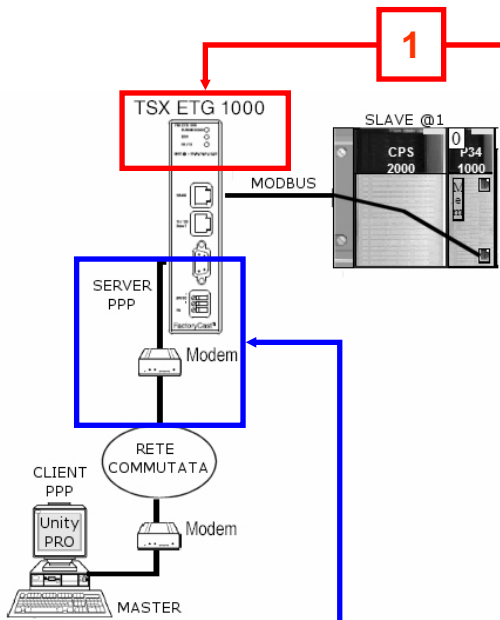 1
TSX ETG 1000
SLAVE @1
0
CPS
2000
P34
1000
Mem
MODBUS
SERVER
PPP
FactoryCast
Modem
RETE
COMMUTATA
CLIENT
PPP
Unity
PRO
Modem
MASTER